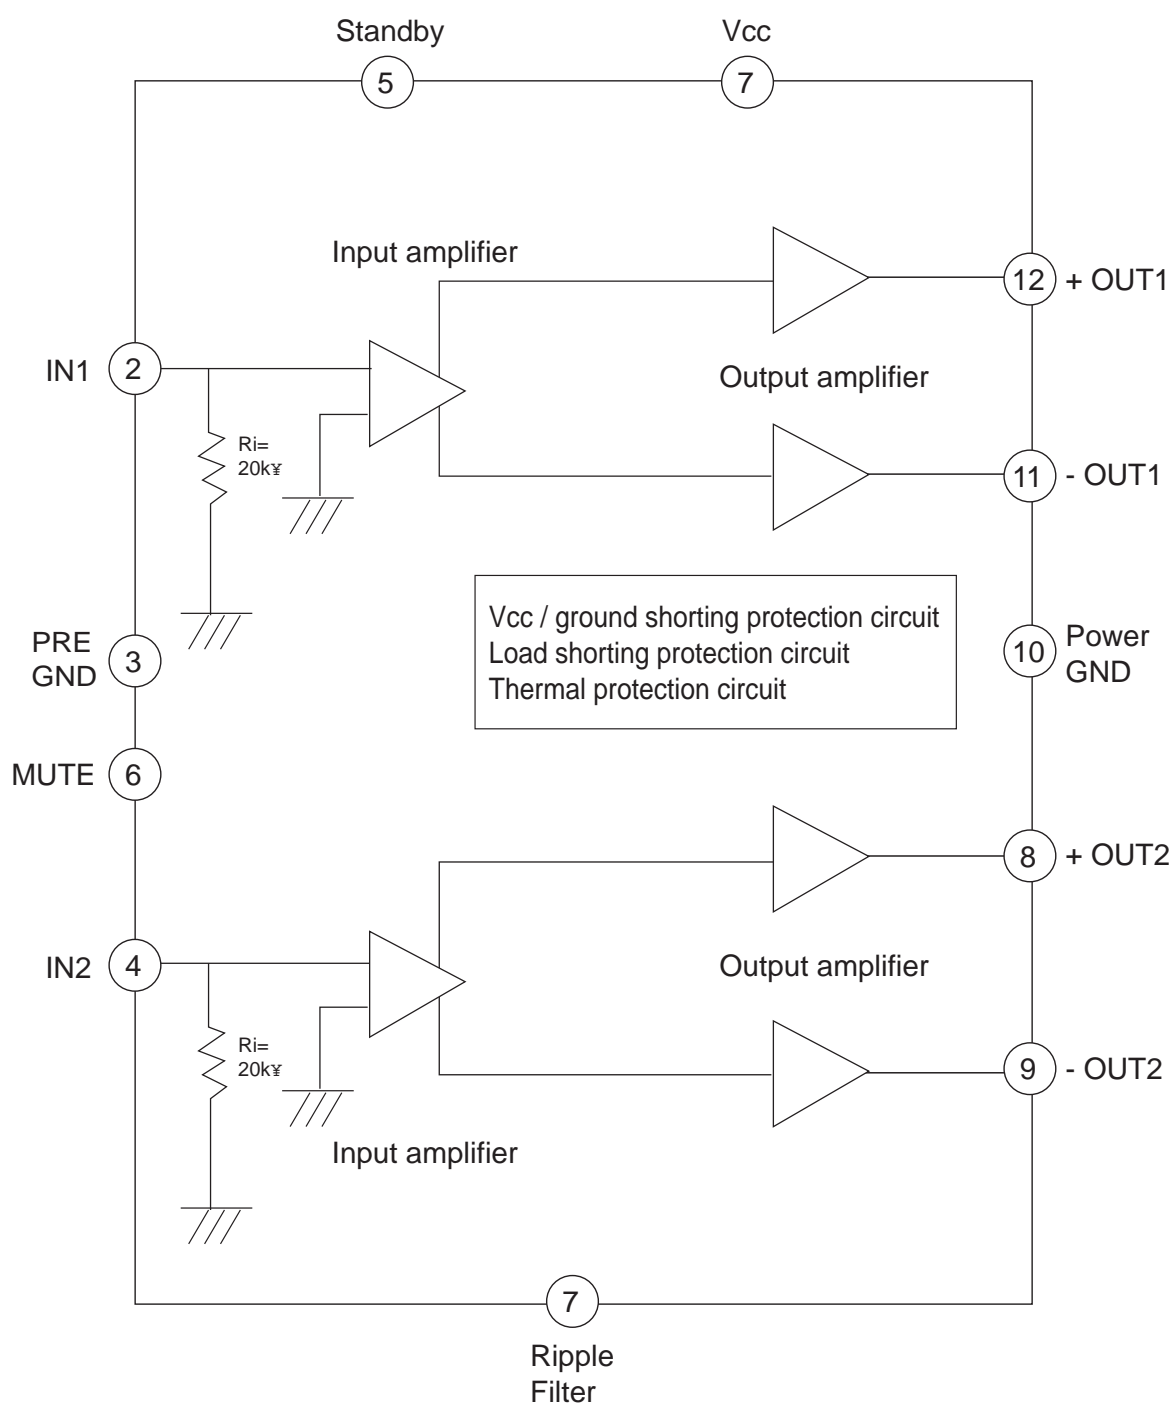 Standby
Vcc
5
7
Input amplifier
12
+ OUT1
IN1
2
Output amplifier
Ri=
20k¥
11
- OUT1
Vcc / ground shorting protection circuit
Load shorting protection circuit
Thermal protection circuit
PRE
GND
3
10
Power
GND
MUTE
6
8
+ OUT2
IN2
4
Output amplifier
Ri=
20k¥
9
- OUT2
Input amplifier
7
Ripple
Filter